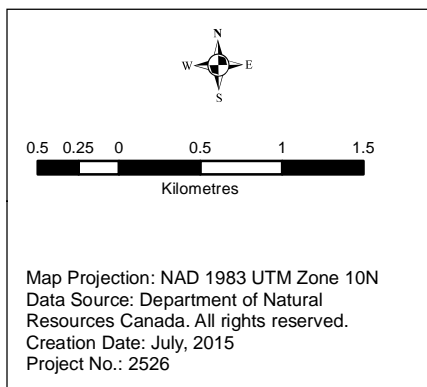 N
W E
S
0.5 0.25 0 0.5 1 1.5
Kilometres
Map Projection: NAD 1983 UTM Zone 10N
Data Source: Department of Natural
Resources Canada. All rights reserved.
Creation Date: July, 2015
Project No.: 2526